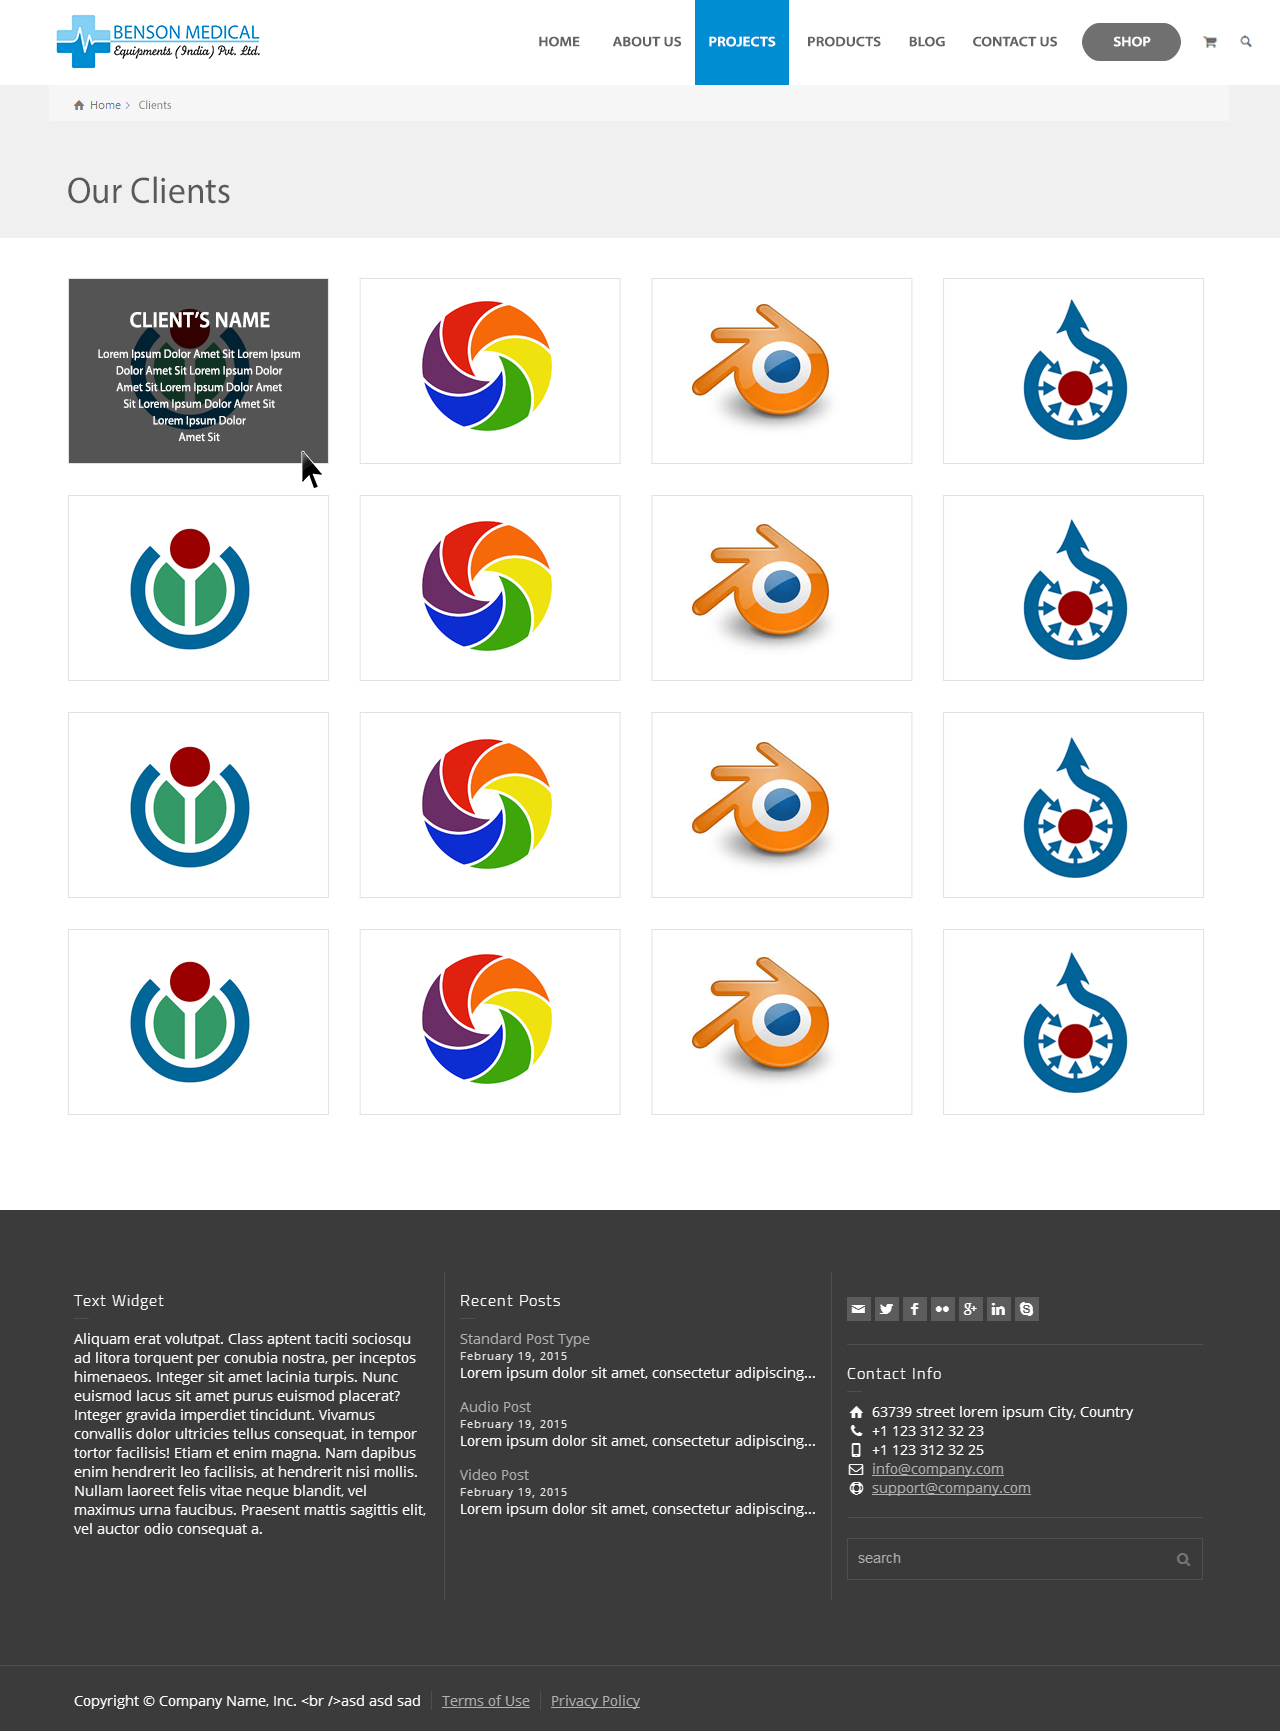 BENSON MEDICAL
Equipments (India) Pvt. Ltd.
HOME ABOUT US PROJECTS PRODUCTS BLOG CONTACT US SHOP
Home > Clients
Our Clients
CLIENT'S NAME
Lorem Ipsum Dolor Amet Sit Lorem Ipsum
Dolor Amet Sit Lorem Ipsum Dolor
Amet Sit Lorem Ipsum Dolor Amet
Sit Lorem Ipsum Dolor Amet Sit
Lorem Ipsum Dolor
Amet Sit
Text Widget
Aliquam erat volutpat. Class aptent taciti sociosqu
ad litora torquent per conubia nostra, per inceptos
himenaeos. Integer sit amet lacinia turpis. Nunc
euismod lacus sit amet purus euismod placerat?
Integer gravida imperdiet tincidunt. Vivamus
convallis dolor ultricies tellus consequat, in tempor
tortor facilisis! Etiam et enim magna. Nam dapibus
enim hendrerit leo facilisis, at hendrerit nisi mollis.
Nullam laoreet felis vitae neque blandit, vel
maximus urna faucibus. Praesent mattis sagittis elit,
vel auctor odio consequat a.
Recent Posts
Standard Post Type
February 19, 2015
Lorem ipsum dolor sit amet, consectetur adipiscing...
Audio Post
February 19, 2015
Lorem ipsum dolor sit amet, consectetur adipiscing...
Video Post
February 19, 2015
Lorem ipsum dolor sit amet, consectetur adipiscing...
Contact Info
63739 street lorem ipsum City, Country
+1 123 312 32 23
+1 123 312 32 25
info@company.com
support@company.com
search
Copyright © Company Name, Inc. <br />asd asd sad Terms of Use Privacy Policy